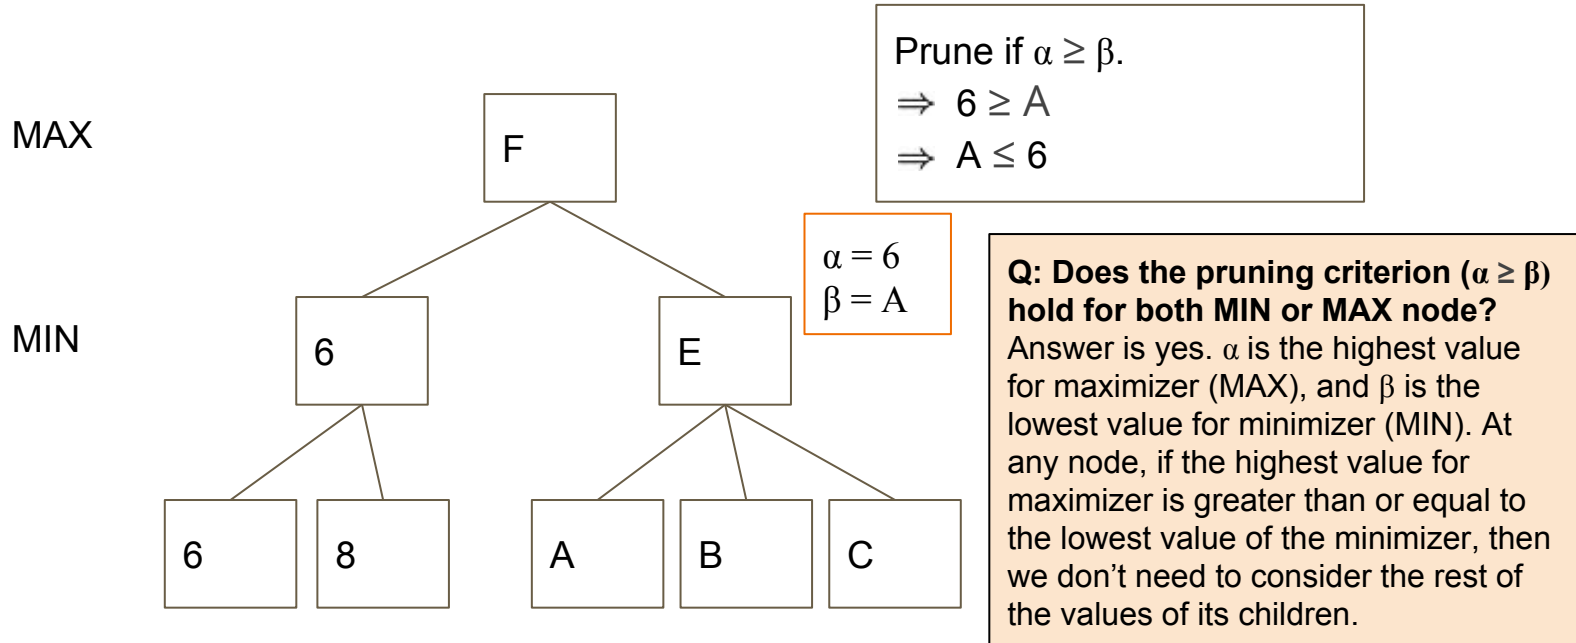 MAX
F
Prune if α ≥ β.
⇒ 6 ≥ A
⇒ A ≤ 6
α = 6
β = A
MIN
6
E
6
8
A
B
C
Q: Does the pruning criterion (α ≥ β)
hold for both MIN or MAX node?
Answer is yes. α is the highest value
for maximizer (MAX), and β is the
lowest value for minimizer (MIN). At
any node, if the highest value for
maximizer is greater than or equal to
the lowest value of the minimizer, then
we don’t need to consider the rest of
the values of its children.